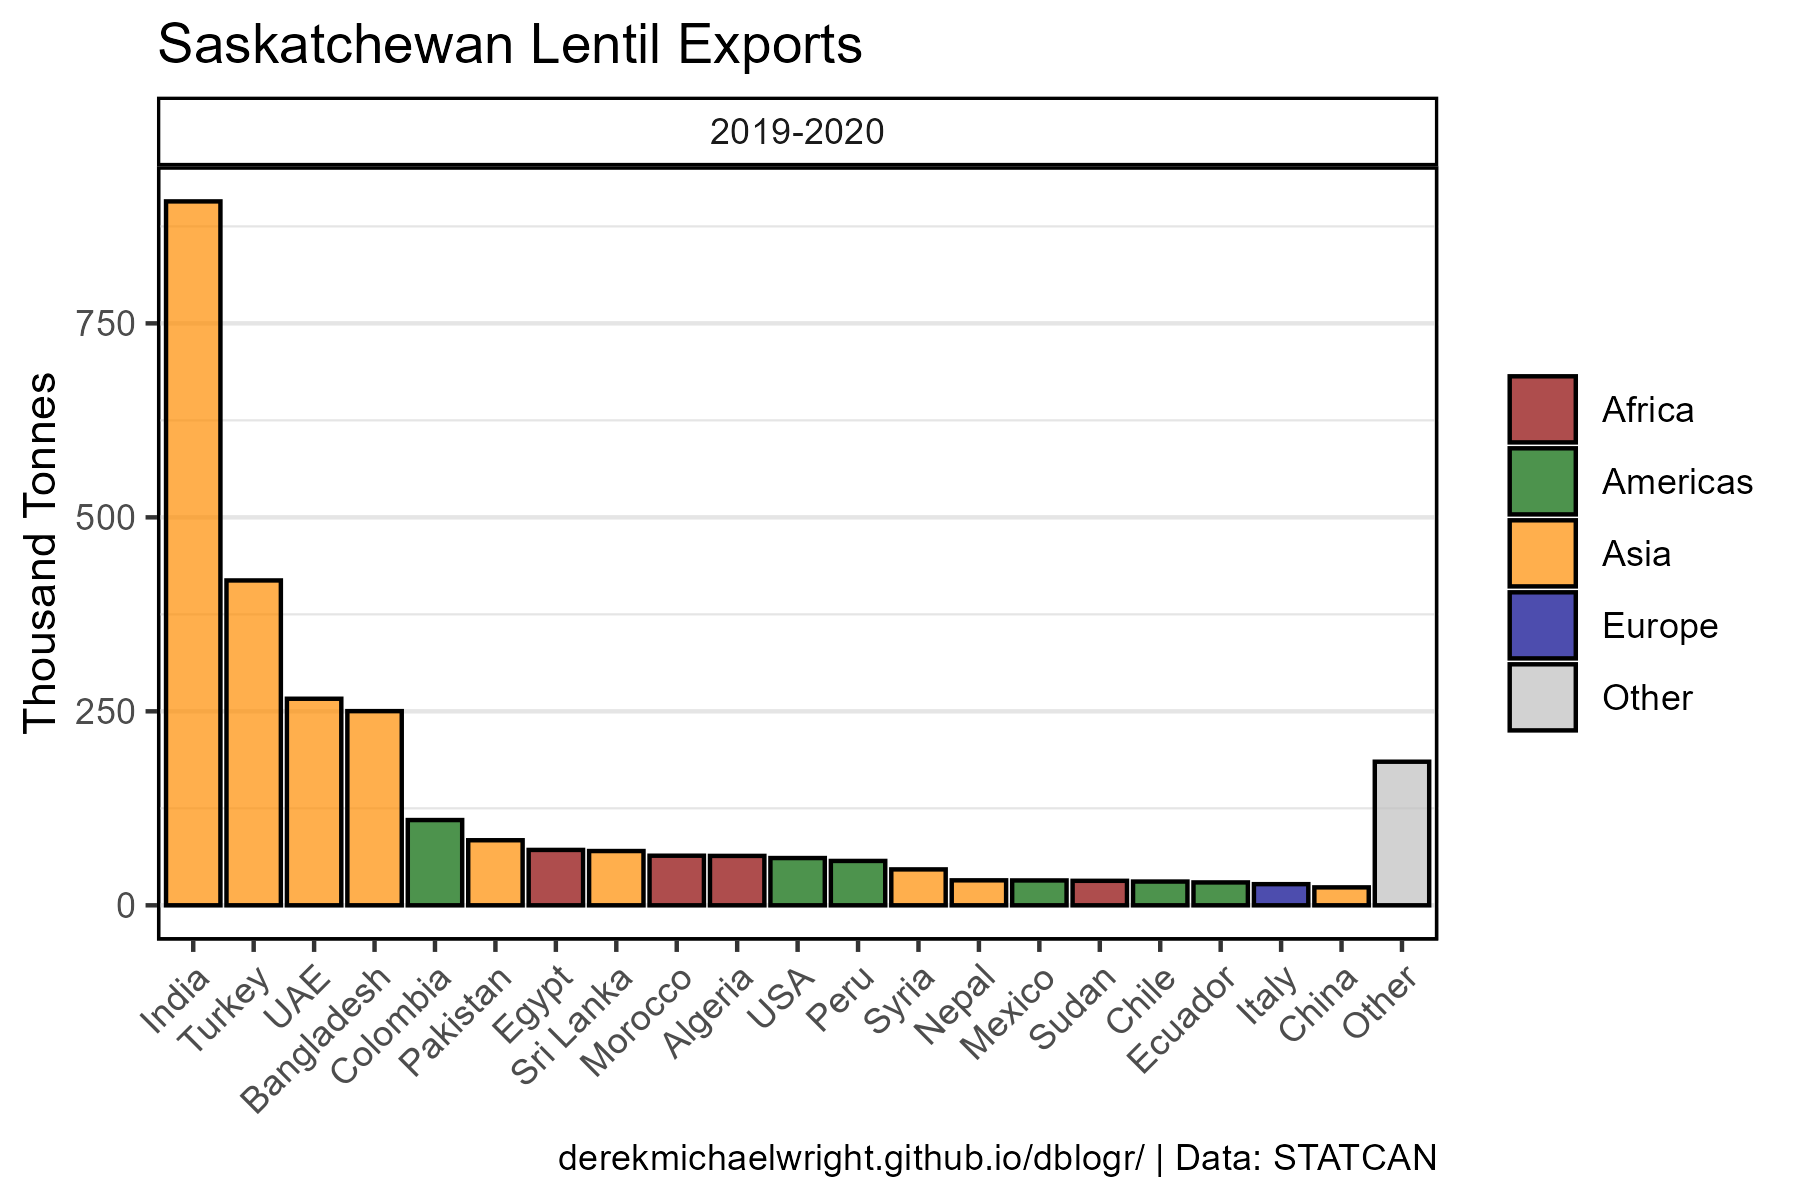 Saskatchewan Lentil Exports
2019-2020
Thousand Tonnes
750
500
250
0
India
Turkey
UAE
Bangladesh
Colombia
Pakistan
Egypt
Sri Lanka
Morocco
Algeria
USA
Peru
Syria
Nepal
Mexico
Sudan
Chile
Ecuador
Italy
China
Other
Africa
Americas
Asia
Europe
Other
derekmichaelwright.github.io/dblogr/ | Data: STATCAN